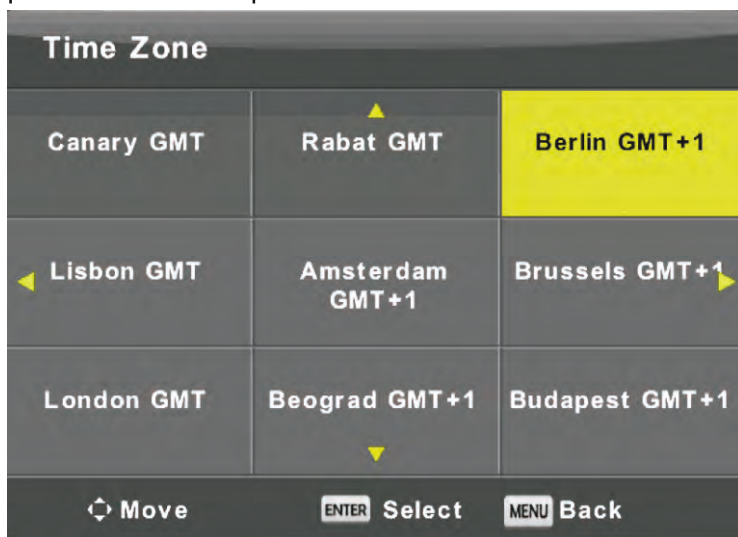 Time Zone
Canary GMT
Rabat GMT
Berlin GMT+1
Lisbon GMT
Amsterdam
GMT+1
Brussels GMT+1
London GMT
Beograd GMT+1
Budapest GMT+1
Move
ENTER Select
MENU Back